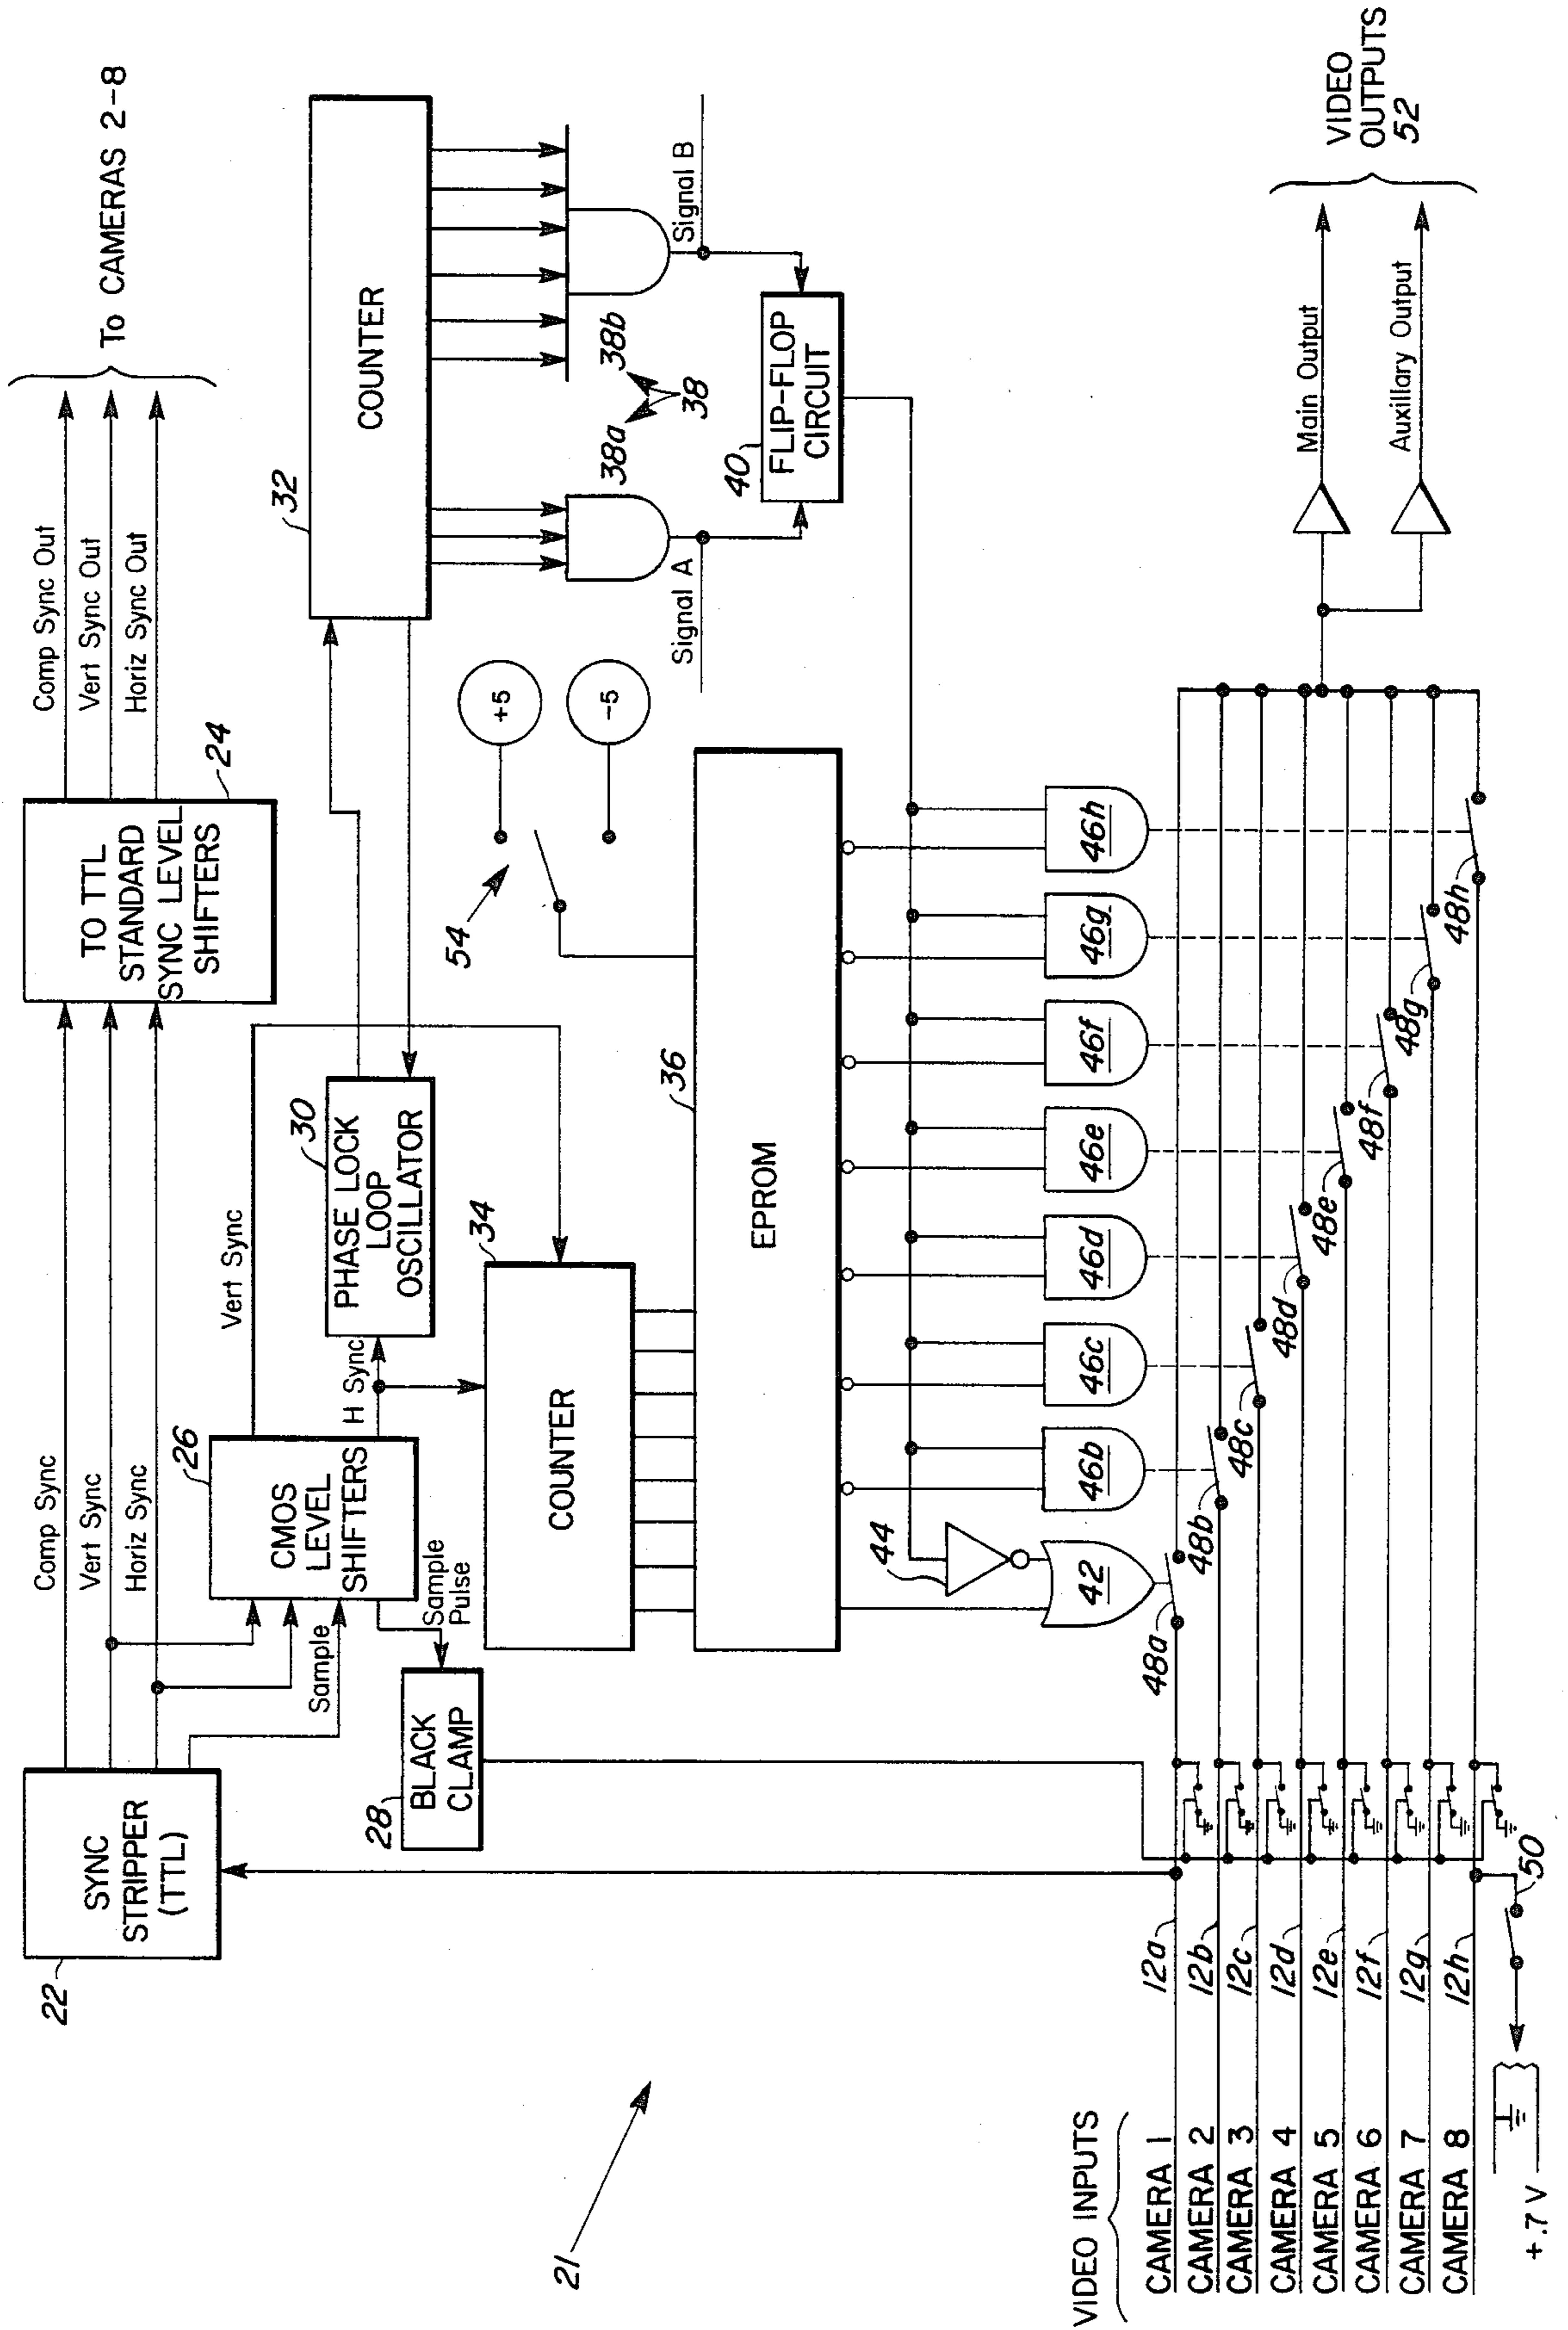 To CAMERAS 2-8
Comp Sync Out
Vert Sync Out
Horiz Sync Out
24
TO TTL
STANDARD
SYNC LEVEL
SHIFTERS
Comp Sync
Vert Sync
Horiz Sync
22
SYNC
STRIPPER
(TTL)
Sample
26
CMOS
LEVEL
SHIFTERS
Vert Sync
H Sync
Sample
Pulse
28
BLACK
CLAMP
30
PHASE LOCK
LOOP
OSCILLATOR
32
COUNTER
34
COUNTER
54
+5
-5
36
EPROM
38a
38b
38
Signal A
Signal B
40
FLIP-FLOP
CIRCUIT
44
42
46b
46c
46d
46e
46f
46g
46h
48a
48b
48c
48d
48e
48f
48g
48h
Main Output
Auxillary Output
VIDEO
OUTPUTS
52
21
VIDEO INPUTS
CAMERA 1
CAMERA 2
CAMERA 3
CAMERA 4
CAMERA 5
CAMERA 6
CAMERA 7
CAMERA 8
12a
12b
12c
12d
12e
12f
12g
12h
50
+.7 V